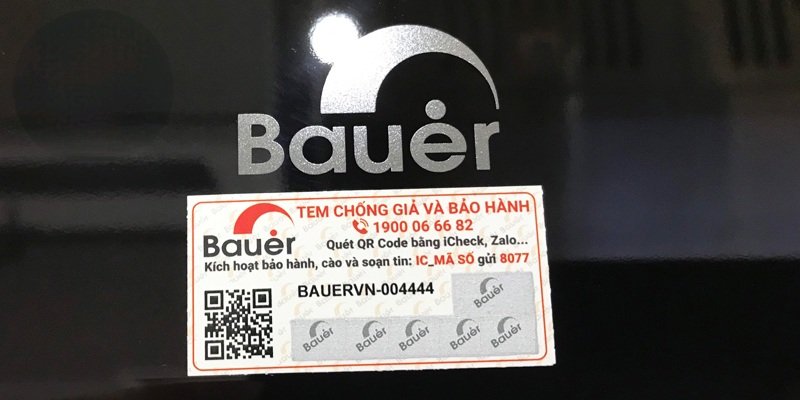 Bauer
TEM CHỐNG GIẢ VÀ BẢO HÀNH
1900 06 66 82
Bauer
Quét QR Code bằng iCheck, Zalo...
Kích hoạt bảo hành, cào và soạn tin: IC_MÃ SỐ gửi 8077
BAUERVN-004444
Bauer
Bauer Bauer Bauer Bauer Bauer